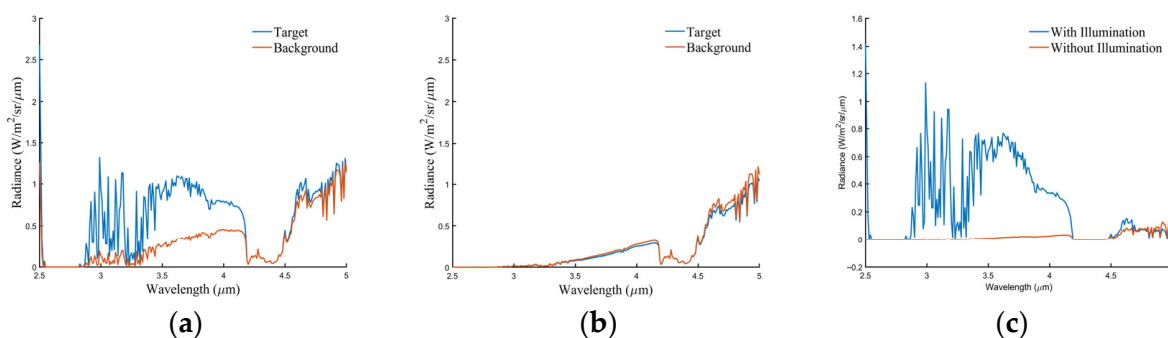 3
2.5
2
1.5
1
0.5
0
2.5
3
3.5
4
4.5
5
Radiance (W/m²/sr/μm)
Wavelength (μm)
Target
Background
(a)
3
2.5
2
1.5
1
0.5
0
2.5
3
3.5
4
4.5
5
Radiance (W/m²/sr/μm)
Wavelength (μm)
Target
Background
(b)
1.6
1.4
1.2
1
0.8
0.6
0.4
0.2
0
−0.2
2.5
3
3.5
4
4.5
Radiance (W/m²/sr/μm)
Wavelength (μm)
With Illumination
Without Illumination
(c)